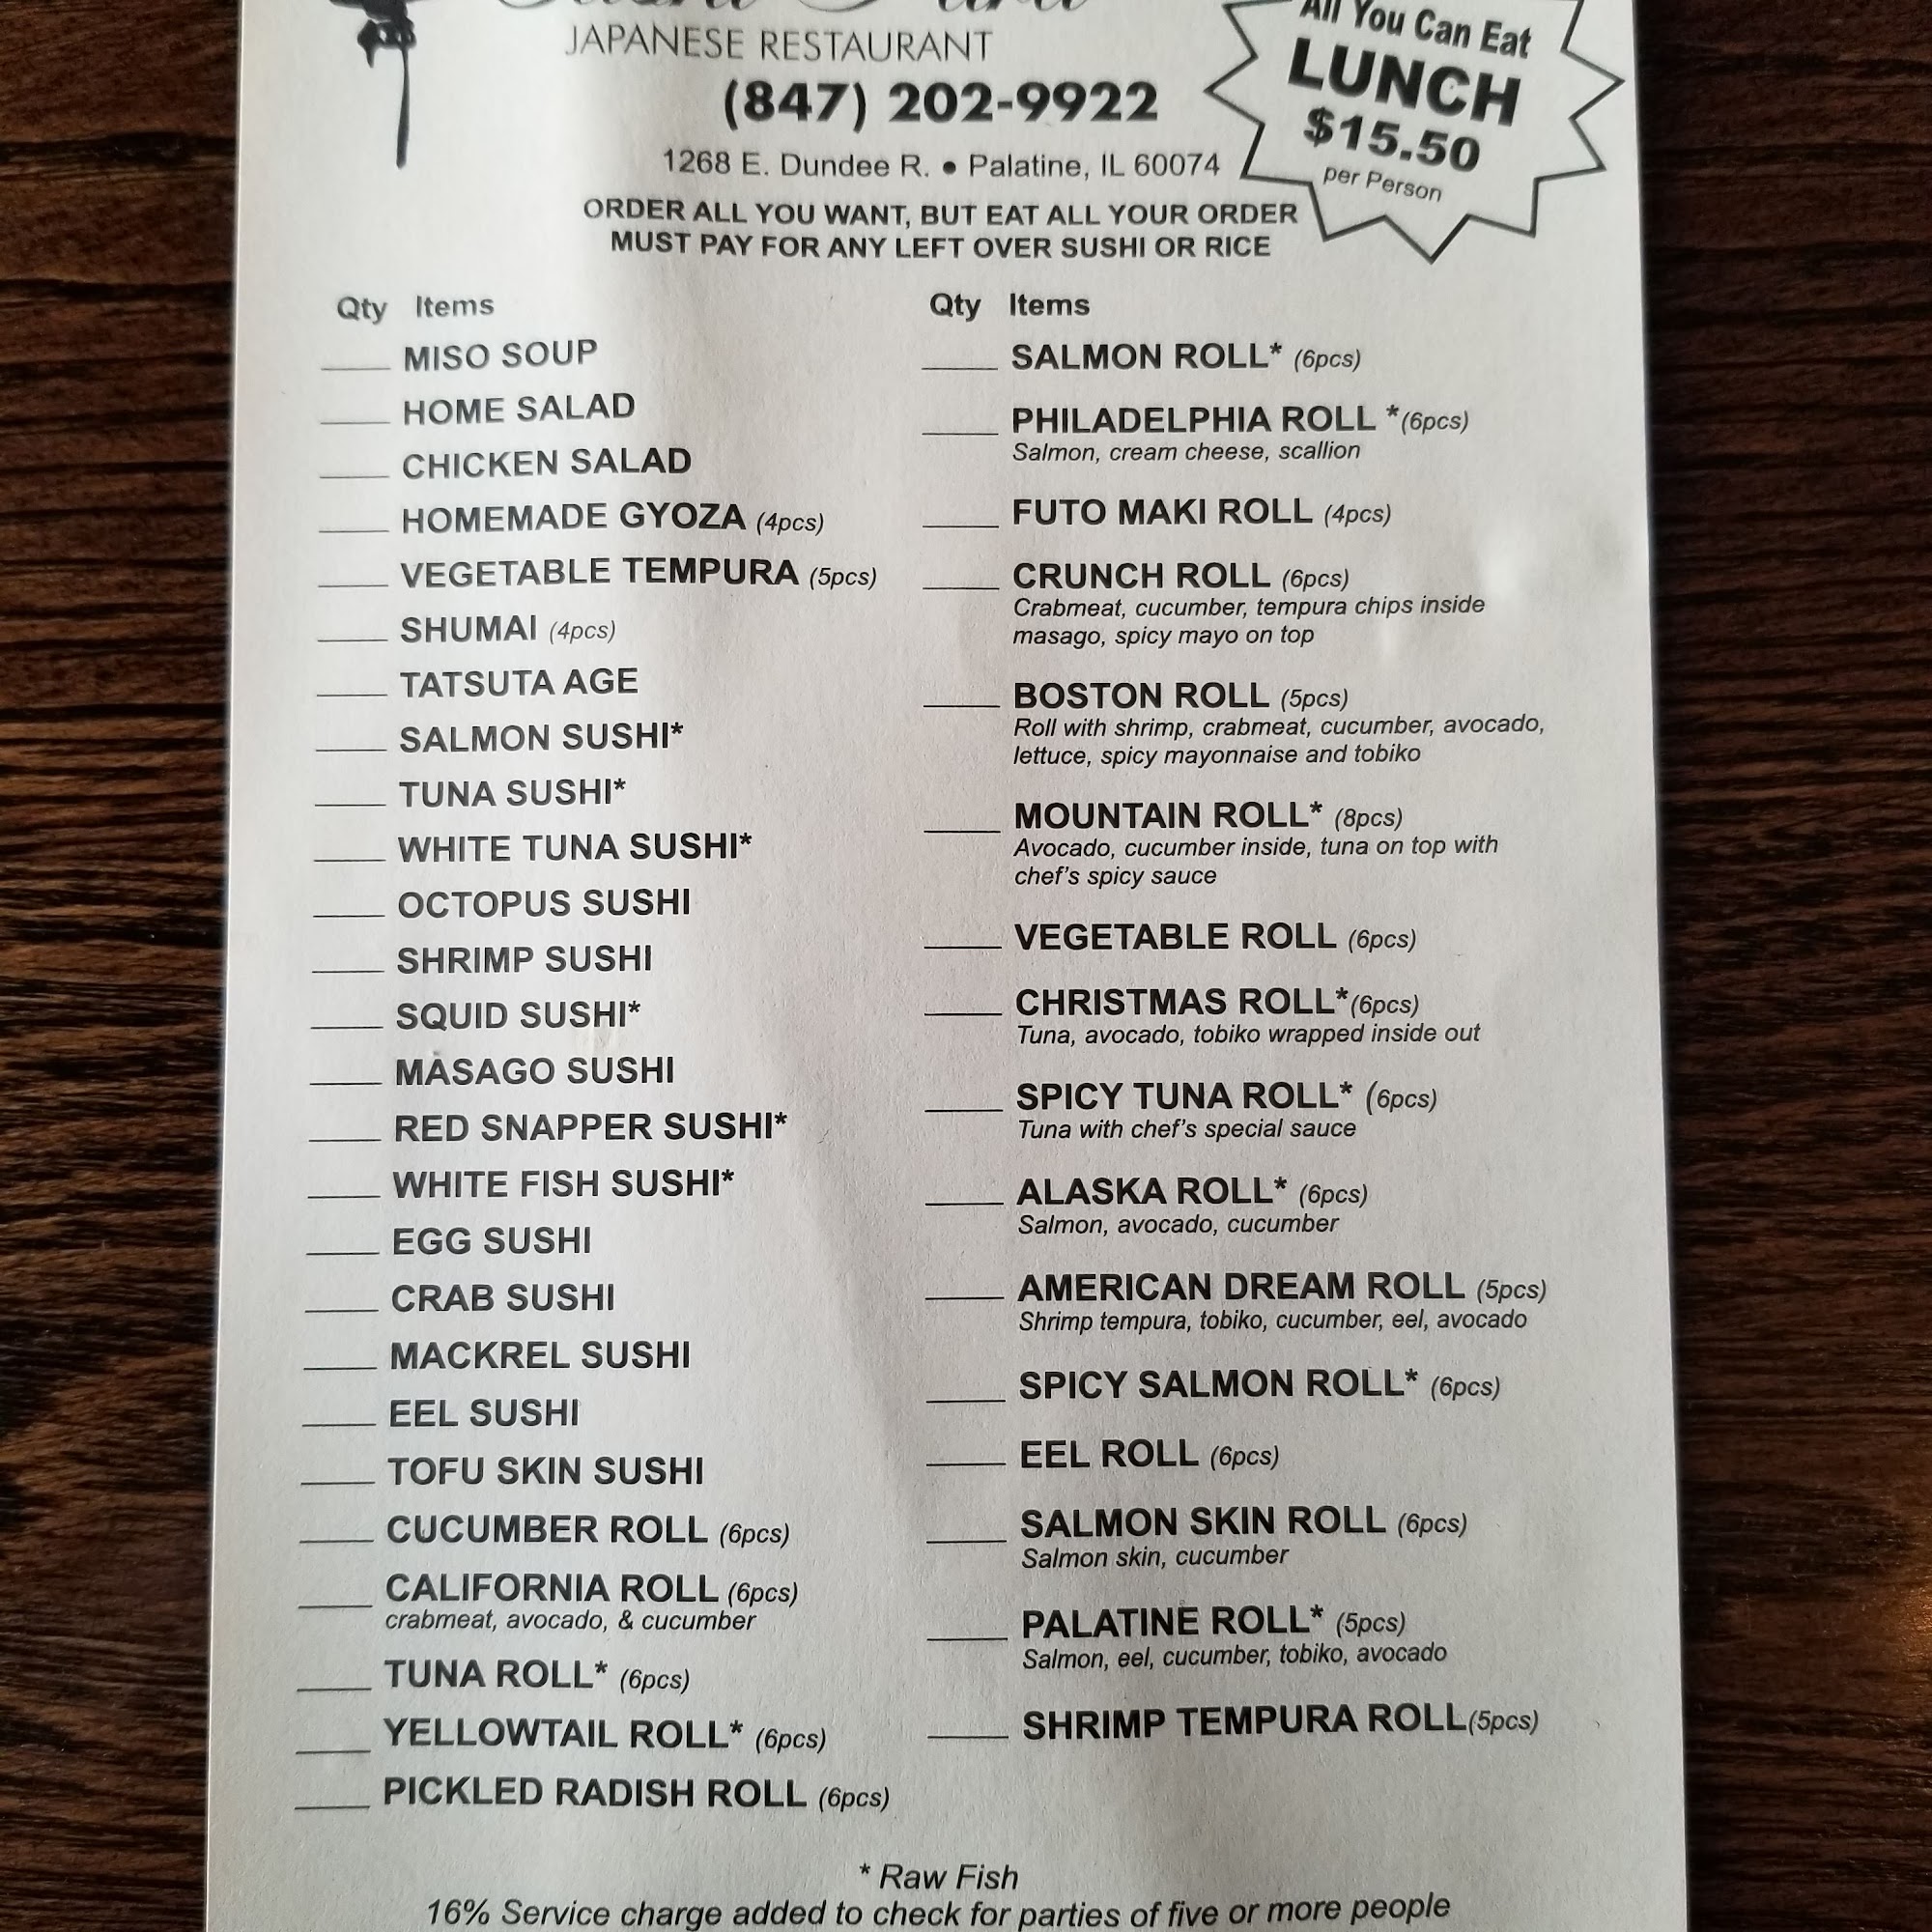 JAPANESE RESTAURANT
(847) 202-9922
1268 E. Dundee R. • Palatine, IL 60074
ORDER ALL YOU WANT, BUT EAT ALL YOUR ORDER
MUST PAY FOR ANY LEFT OVER SUSHI OR RICE
All You Can Eat
LUNCH
$15.50
per Person
Qty Items
MISO SOUP
HOME SALAD
CHICKEN SALAD
HOMEMADE GYOZA (4pcs)
VEGETABLE TEMPURA (5pcs)
SHUMAI (4pcs)
TATSUTA AGE
SALMON SUSHI*
TUNA SUSHI*
WHITE TUNA SUSHI*
OCTOPUS SUSHI
SHRIMP SUSHI
SQUID SUSHI*
MASAGO SUSHI
RED SNAPPER SUSHI*
WHITE FISH SUSHI*
EGG SUSHI
CRAB SUSHI
MACKREL SUSHI
EEL SUSHI
TOFU SKIN SUSHI
CUCUMBER ROLL (6pcs)
CALIFORNIA ROLL (6pcs)
crabmeat, avocado, & cucumber
TUNA ROLL* (6pcs)
YELLOWTAIL ROLL* (6pcs)
PICKLED RADISH ROLL (6pcs)
Qty Items
SALMON ROLL* (6pcs)
PHILADELPHIA ROLL *(6pcs)
Salmon, cream cheese, scallion
FUTO MAKI ROLL (4pcs)
CRUNCH ROLL (6pcs)
Crabmeat, cucumber, tempura chips inside
masago, spicy mayo on top
BOSTON ROLL (5pcs)
Roll with shrimp, crabmeat, cucumber, avocado,
lettuce, spicy mayonnaise and tobiko
MOUNTAIN ROLL* (8pcs)
Avocado, cucumber inside, tuna on top with
chef's spicy sauce
VEGETABLE ROLL (6pcs)
CHRISTMAS ROLL*(6pcs)
Tuna, avocado, tobiko wrapped inside out
SPICY TUNA ROLL* (6pcs)
Tuna with chef's special sauce
ALASKA ROLL* (6pcs)
Salmon, avocado, cucumber
AMERICAN DREAM ROLL (5pcs)
Shrimp tempura, tobiko, cucumber, eel, avocado
SPICY SALMON ROLL* (6pcs)
EEL ROLL (6pcs)
SALMON SKIN ROLL (6pcs)
Salmon skin, cucumber
PALATINE ROLL* (5pcs)
Salmon, eel, cucumber, tobiko, avocado
SHRIMP TEMPURA ROLL(5pcs)
* Raw Fish
16% Service charge added to check for parties of five or more people